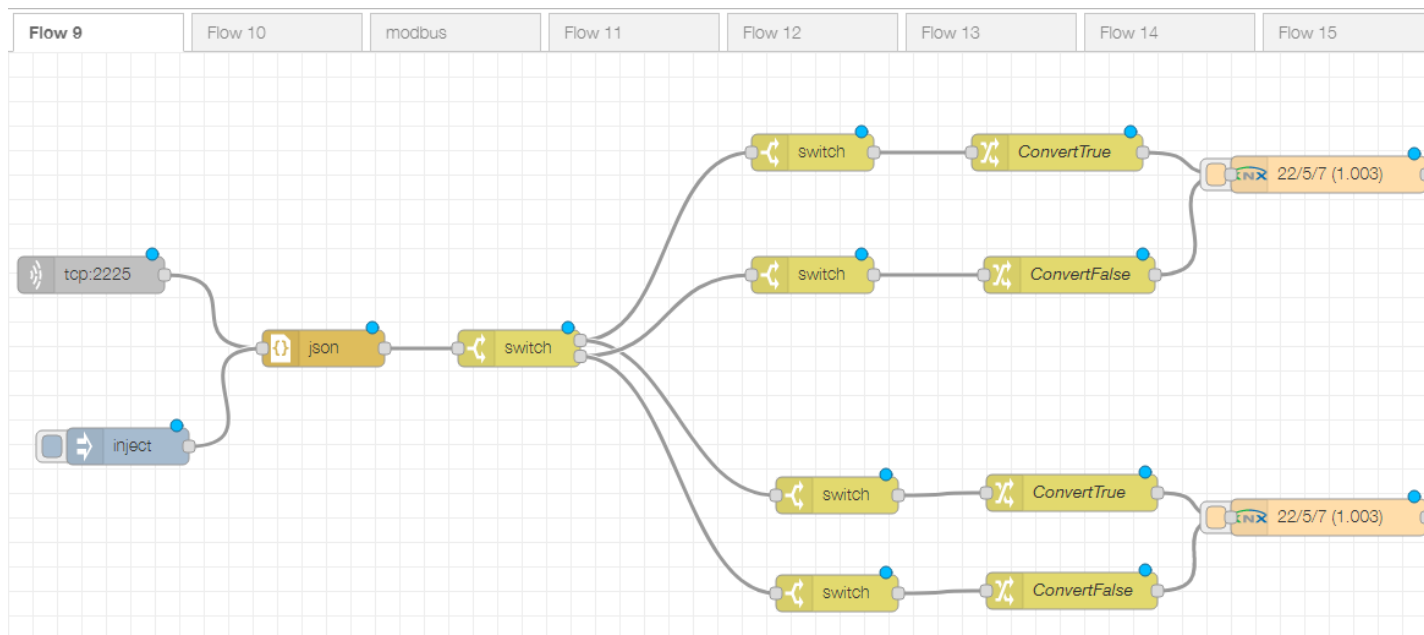 Flow 9
Flow 10
modbus
Flow 11
Flow 12
Flow 13
Flow 14
Flow 15
switch
ConvertTrue
KNX
22/5/7 (1.003)
tcp:2225
switch
ConvertFalse
{} json
switch
inject
switch
ConvertTrue
KNX
22/5/7 (1.003)
switch
ConvertFalse